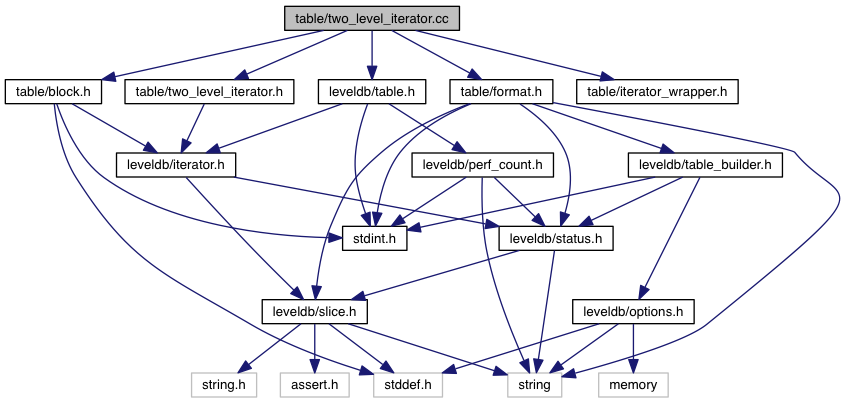 table/two_level_iterator.cc
table/block.h
table/two_level_iterator.h
leveldb/table.h
table/format.h
table/iterator_wrapper.h
leveldb/iterator.h
leveldb/perf_count.h
leveldb/table_builder.h
stdint.h
leveldb/status.h
leveldb/slice.h
leveldb/options.h
string.h
assert.h
stddef.h
string
memory